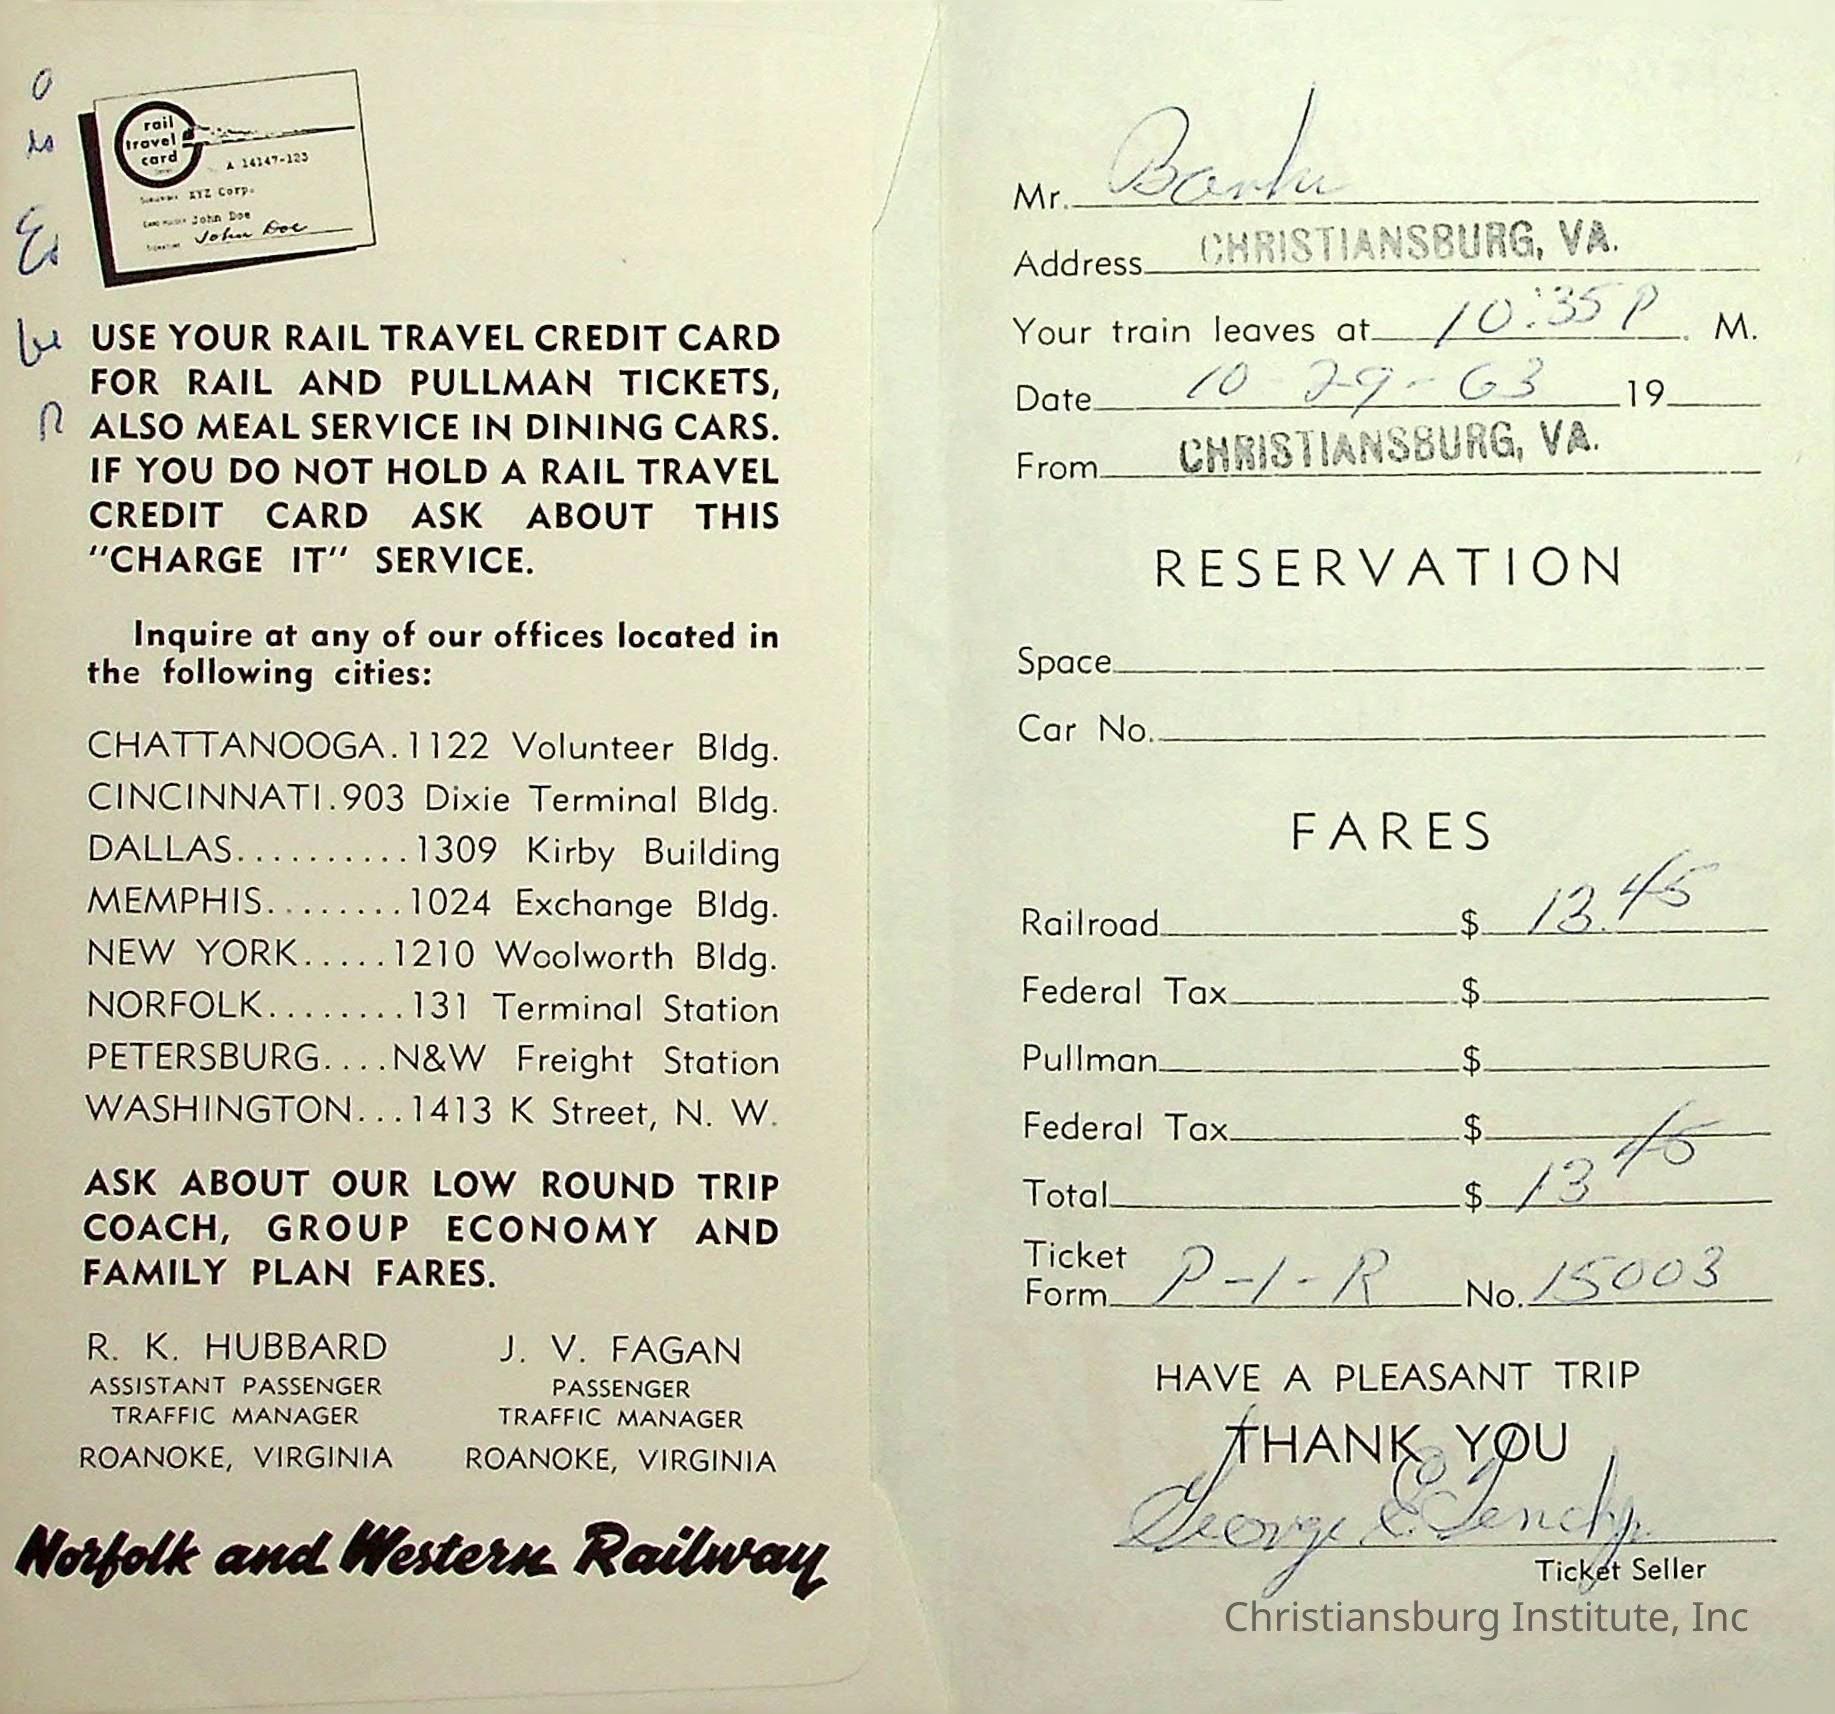 rail
travel
card
A 14147-123
XYZ Corp.
John Doe
John Doe
USE YOUR RAIL TRAVEL CREDIT CARD
FOR RAIL AND PULLMAN TICKETS,
ALSO MEAL SERVICE IN DINING CARS.
IF YOU DO NOT HOLD A RAIL TRAVEL
CREDIT CARD ASK ABOUT THIS
"CHARGE IT" SERVICE.
Inquire at any of our offices located in
the following cities:
CHATTANOOGA.1122 Volunteer Bldg.
CINCINNATI.903 Dixie Terminal Bldg.
DALLAS..........1309 Kirby Building
MEMPHIS........1024 Exchange Bldg.
NEW YORK.....1210 Woolworth Bldg.
NORFOLK........131 Terminal Station
PETERSBURG....N&W Freight Station
WASHINGTON...1413 K Street, N. W.
ASK ABOUT OUR LOW ROUND TRIP
COACH, GROUP ECONOMY AND
FAMILY PLAN FARES.
R. K. HUBBARD
ASSISTANT PASSENGER
TRAFFIC MANAGER
ROANOKE, VIRGINIA
J. V. FAGAN
PASSENGER
TRAFFIC MANAGER
ROANOKE, VIRGINIA
Norfolk and Western Railway
Mr.
Address CHRISTIANSBURG, VA.
Your train leaves at 10:35 P. M.
Date 10-29-63 19
From CHRISTIANSBURG, VA.
RESERVATION
Space
Car No.
FARES
Railroad $ 13.45
Federal Tax $
Pullman $
Federal Tax $
Total $ 13 45
Ticket
Form P-1-R No. 15003
HAVE A PLEASANT TRIP
THANK YOU
George E.
Ticket Seller
Christiansburg Institute, Inc